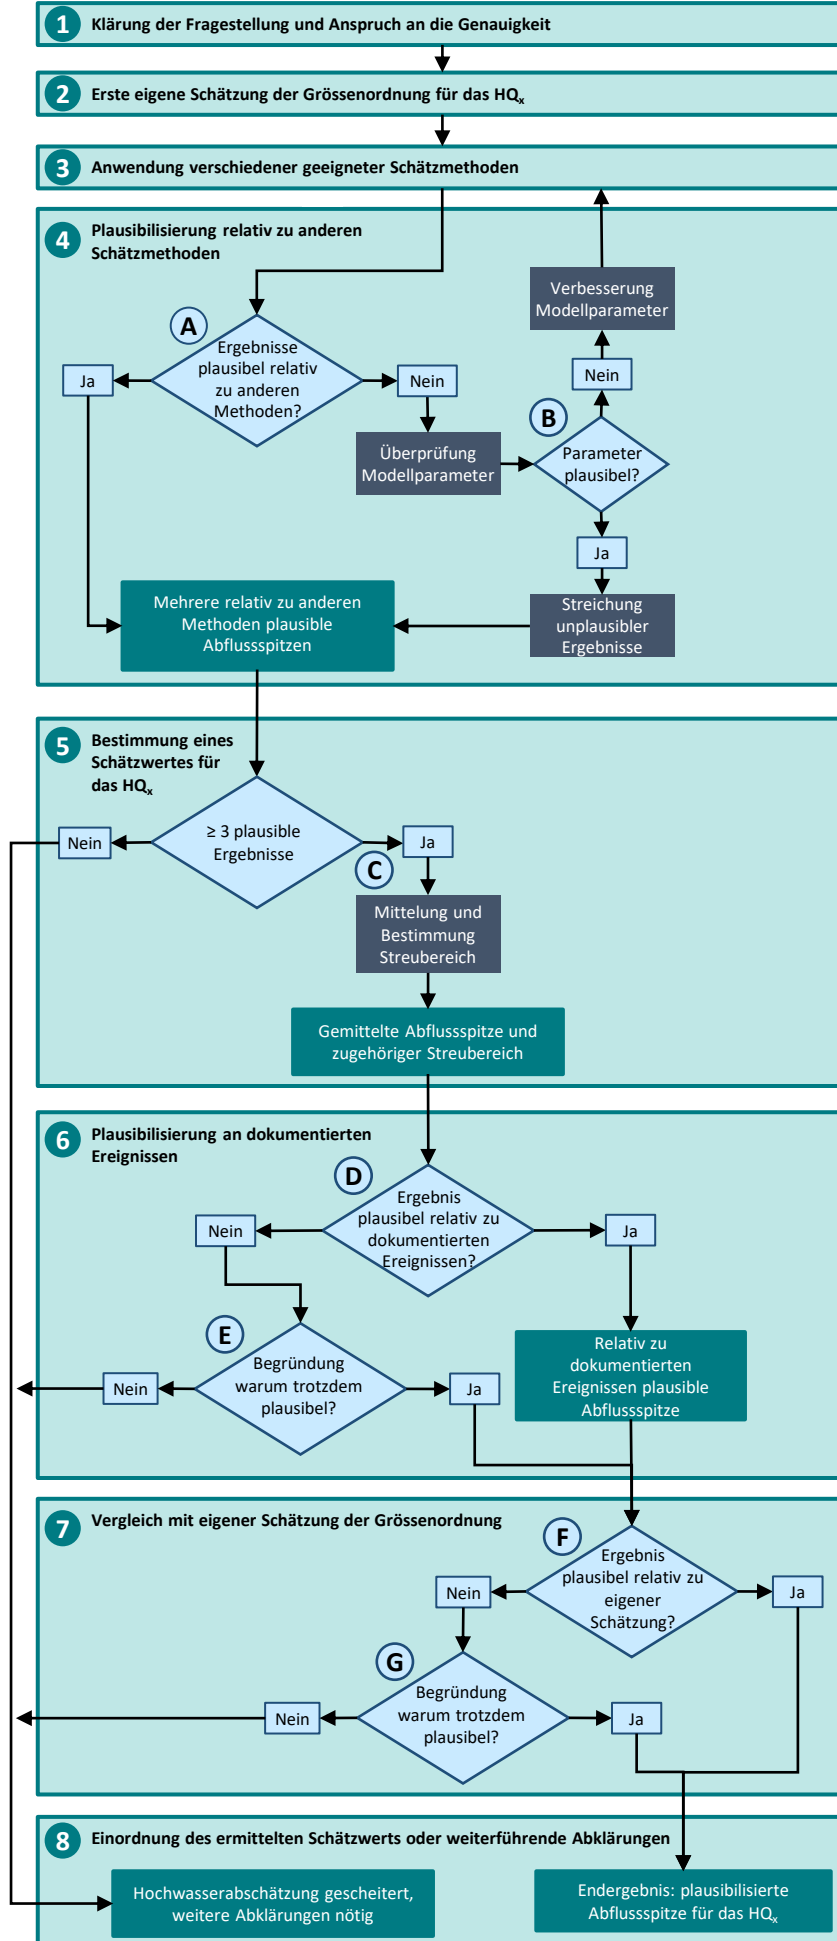 1 Klärung der Fragestellung und Anspruch an die Genauigkeit
2 Erste eigene Schätzung der Grössenordnung für das HQx
3 Anwendung verschiedener geeigneter Schätzmethoden
4 Plausibilisierung relativ zu anderen
Schätzmethoden
Verbesserung
Modellparameter
A
Ergebnisse
plausibel relativ
zu anderen
Methoden?
Ja
Nein
Nein
B
Überprüfung
Modellparameter
Parameter
plausibel?
Ja
Mehrere relativ zu anderen
Methoden plausible
Abflussspitzen
Streichung
unplausibler
Ergebnisse
5 Bestimmung eines
Schätzwertes für
das HQx
Nein
≥ 3 plausible
Ergebnisse
Ja
C
Mittelung und
Bestimmung
Streubereich
Gemittelte Abflussspitze und
zugehöriger Streubereich
6 Plausibilisierung an dokumentierten
Ereignissen
D
Ergebnis
plausibel relativ zu
dokumentierten
Ereignissen?
Nein
Ja
E
Begründung
warum trotzdem
plausibel?
Nein
Ja
Relativ zu
dokumentierten
Ereignissen plausible
Abflussspitze
7 Vergleich mit eigener Schätzung der Grössenordnung
F
Ergebnis
plausibel relativ zu
eigener
Schätzung?
Nein
Ja
G
Begründung
warum trotzdem
plausibel?
Nein
Ja
8 Einordnung des ermittelten Schätzwerts oder weiterführende Abklärungen
Hochwasserabschätzung gescheitert,
weitere Abklärungen nötig
Endergebnis: plausibilisierte
Abflussspitze für das HQx